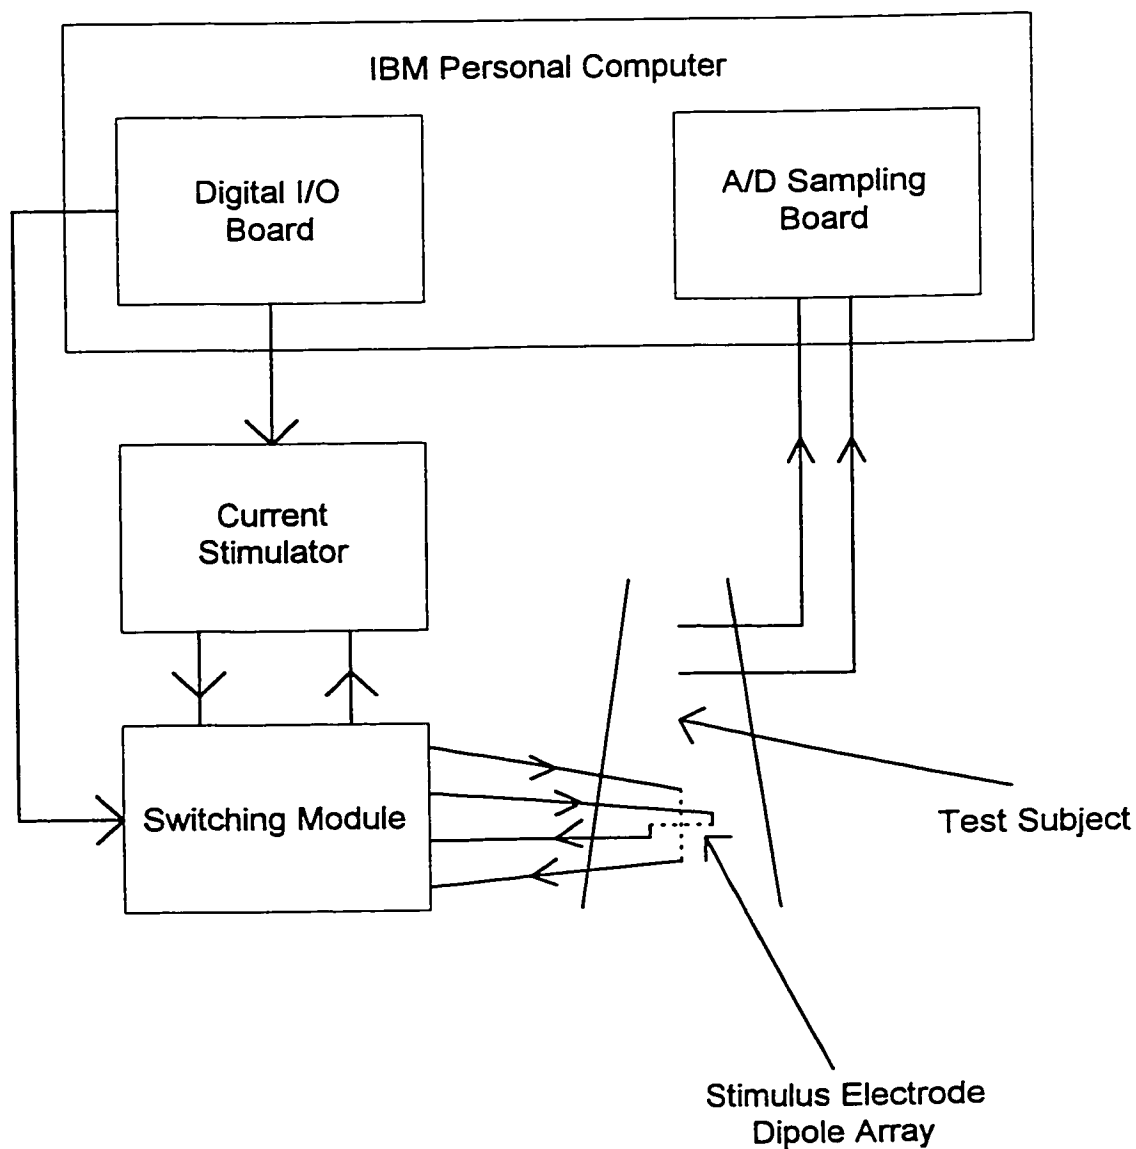 IBM Personal Computer
Digital I/O
Board
A/D Sampling
Board
Current
Stimulator
Switching Module
Test Subject
Stimulus Electrode
Dipole Array